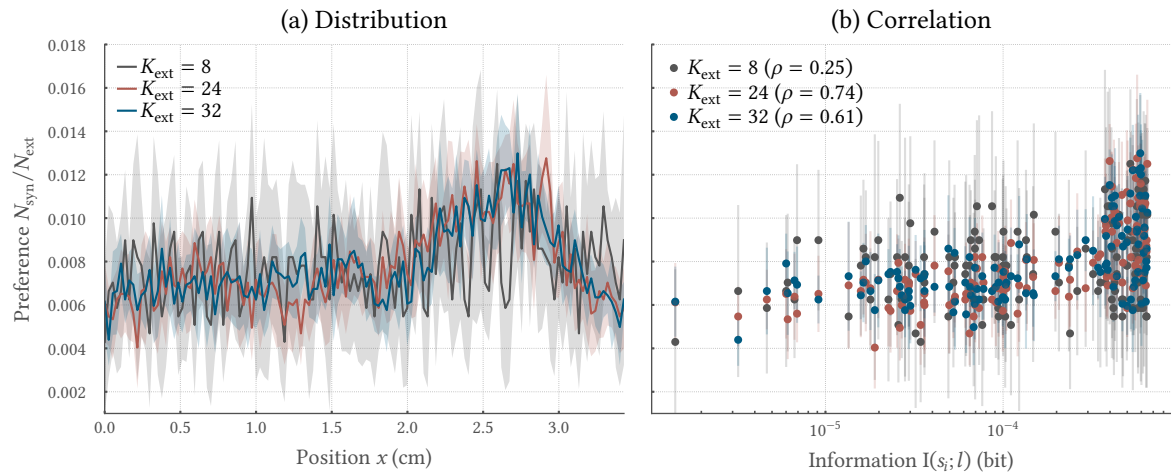 (a) Distribution
(b) Correlation
Preference N_syn/N_ext
0.018
0.016
0.014
0.012
0.010
0.008
0.006
0.004
0.002
K_ext = 8
K_ext = 24
K_ext = 32
0.0 0.5 1.0 1.5 2.0 2.5 3.0
Position x (cm)
K_ext = 8 (ρ = 0.25)
K_ext = 24 (ρ = 0.74)
K_ext = 32 (ρ = 0.61)
10⁻⁵ 10⁻⁴
Information I(s_i; l) (bit)